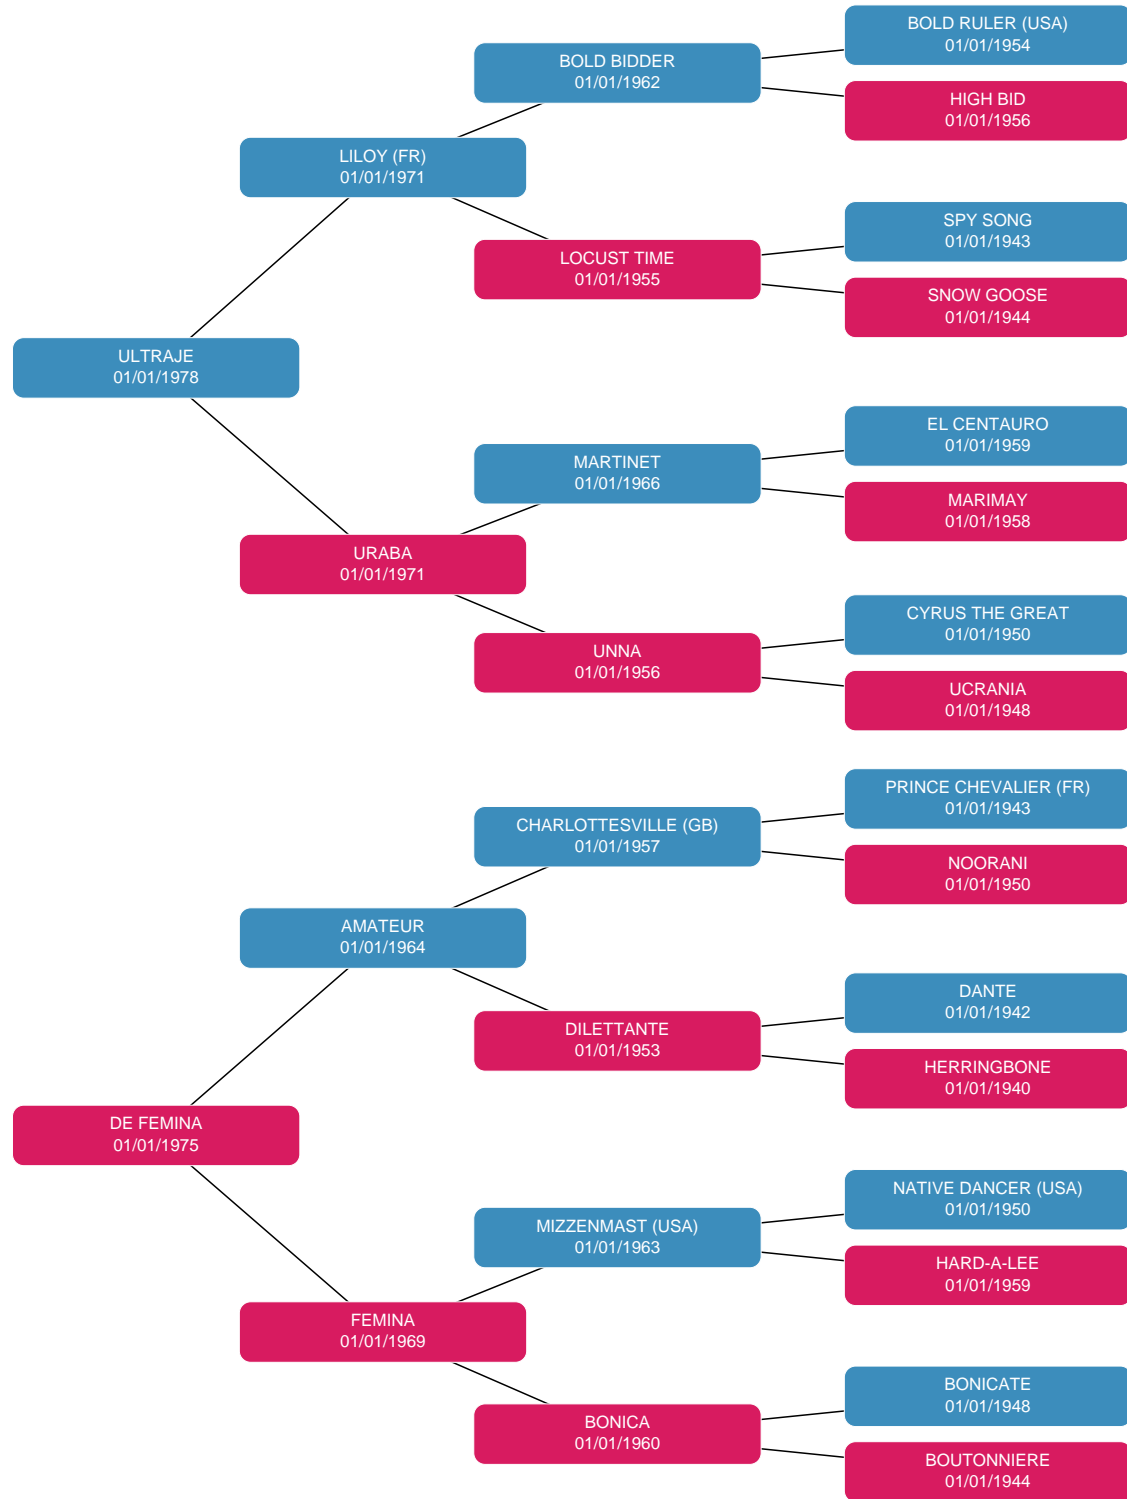 BOLD RULER (USA)
01/01/1954
BOLD BIDDER
01/01/1962
HIGH BID
01/01/1956
LILOY (FR)
01/01/1971
SPY SONG
01/01/1943
LOCUST TIME
01/01/1955
SNOW GOOSE
01/01/1944
ULTRAJE
01/01/1978
EL CENTAURO
01/01/1959
MARTINET
01/01/1966
MARIMAY
01/01/1958
URABA
01/01/1971
CYRUS THE GREAT
01/01/1950
UNNA
01/01/1956
UCRANIA
01/01/1948
PRINCE CHEVALIER (FR)
01/01/1943
CHARLOTTESVILLE (GB)
01/01/1957
NOORANI
01/01/1950
AMATEUR
01/01/1964
DANTE
01/01/1942
DILETTANTE
01/01/1953
HERRINGBONE
01/01/1940
DE FEMINA
01/01/1975
NATIVE DANCER (USA)
01/01/1950
MIZZENMAST (USA)
01/01/1963
HARD-A-LEE
01/01/1959
FEMINA
01/01/1969
BONICATE
01/01/1948
BONICA
01/01/1960
BOUTONNIERE
01/01/1944